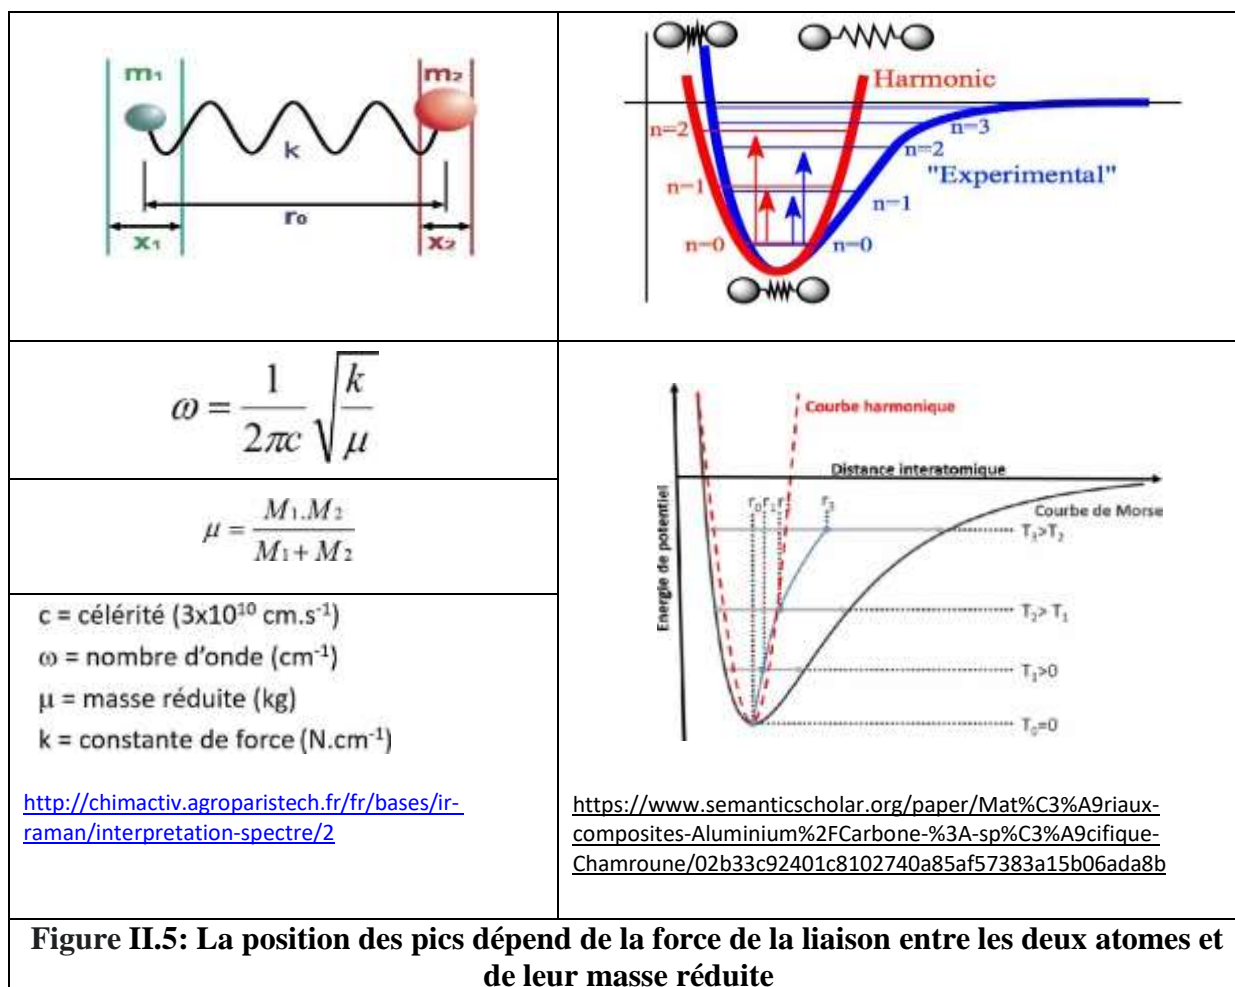 m₁
m₂
k
r₀
x₁
x₂
Harmonic
n=2
n=3
n=2
"Experimental"
n=1
n=1
n=0
n=0
ω = 1/(2πc) √(k/μ)
μ = M₁.M₂ / (M₁ + M₂)
c = célérité (3x10¹⁰ cm.s⁻¹)
ω = nombre d'onde (cm⁻¹)
μ = masse réduite (kg)
k = constante de force (N.cm⁻¹)
http://chimactiv.agroparistech.fr/fr/bases/ir-
raman/interpretation-spectre/2
Courbe harmonique
Distance interatomique
Energie de potentiel
r₀ r₁ r
r₃
Courbe de Morse
T₃>T₂
T₂> T₁
T₁>0
T₀=0
https://www.semanticscholar.org/paper/Mat%C3%A9riaux-
composites-Aluminium%2FCarbone-%3A-sp%C3%A9cifique-
Chamroune/02b33c92401c8102740a85af57383a15b06ada8b
Figure II.5: La position des pics dépend de la force de la liaison entre les deux atomes et
de leur masse réduite